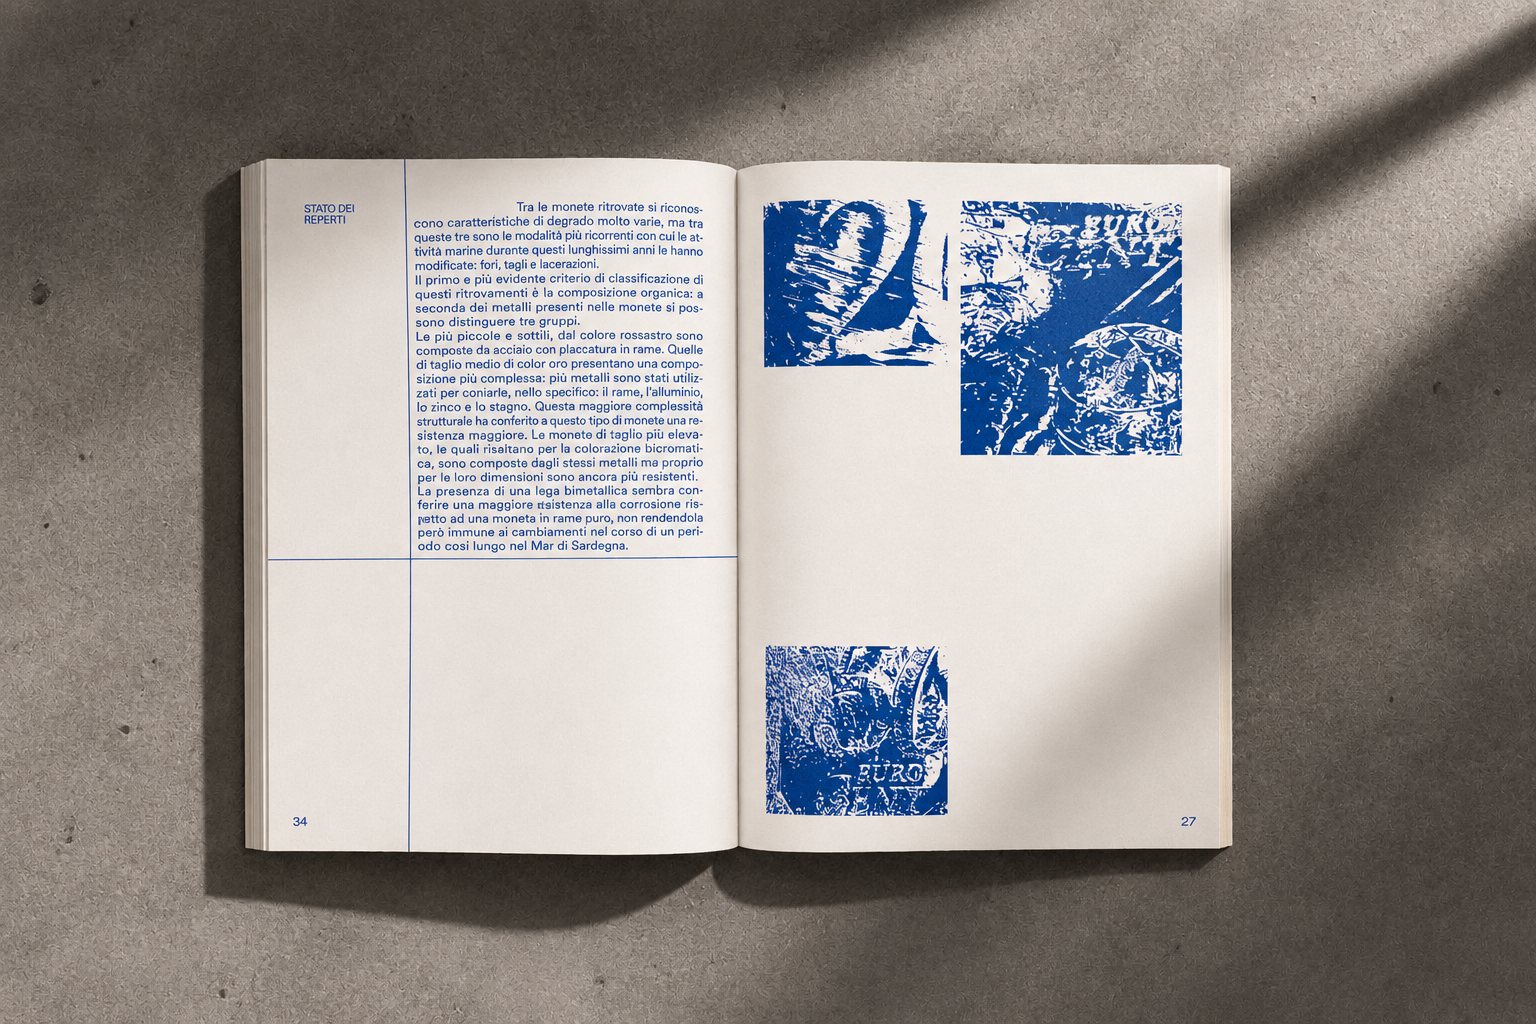 STATO DEI
REPERTI
Tra le monete ritrovate si riconos-
cono caratteristiche di degrado molto varie, ma tra
queste tre sono le modalità più ricorrenti con cui le at-
tività marine durante questi lunghissimi anni le hanno
modificate: fori, tagli e lacerazioni.
Il primo e più evidente criterio di classificazione di
questi ritrovamenti è la composizione organica: a
seconda dei metalli presenti nelle monete si pos-
sono distinguere tre gruppi.
Le più piccole e sottili, dal colore rossastro sono
composte da acciaio con placcatura in rame. Quelle
di taglio medio di color oro presentano una compo-
sizione più complessa: più metalli sono stati utiliz-
zati per coniarle, nello specifico: il rame, l'alluminio,
lo zinco e lo stagno. Questa maggiore complessità
strutturale ha conferito a questo tipo di monete una re-
sistenza maggiore. Le monete di taglio più eleva-
to, le quali risaltano per la colorazione bicromati-
ca, sono composte dagli stessi metalli ma proprio
per le loro dimensioni sono ancora più resistenti.
La presenza di una lega bimetallica sembra con-
ferire una maggiore resistenza alla corrosione ris-
petto ad una moneta in rame puro, non rendendola
però immune ai cambiamenti nel corso di un peri-
odo così lungo nel Mar di Sardegna.
34
2
EURO
EURO
27